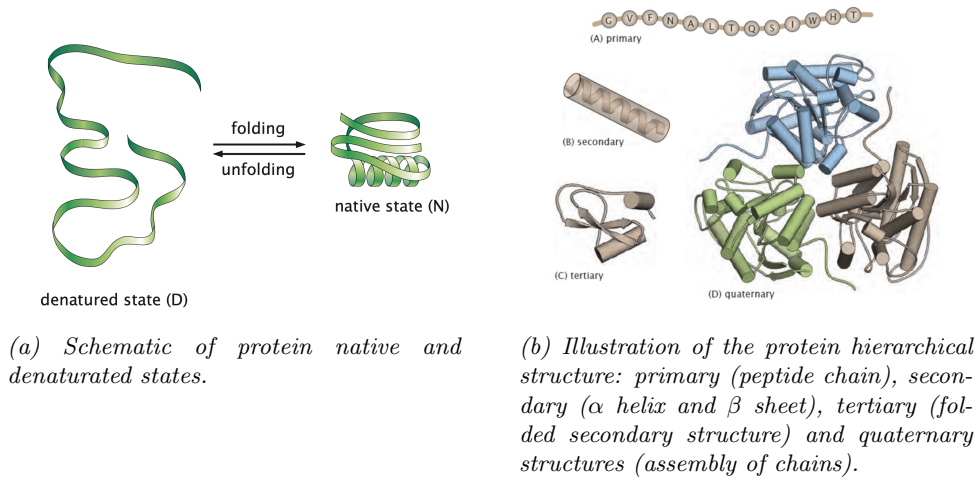 folding
unfolding
native state (N)
denatured state (D)
(a) Schematic of protein native and
denaturated states.
G V F N A L T Q S I W H T
(A) primary
(B) secondary
(C) tertiary
(D) quaternary
(b) Illustration of the protein hierarchical
structure: primary (peptide chain), secon-
dary (α helix and β sheet), tertiary (fol-
ded secondary structure) and quaternary
structures (assembly of chains).